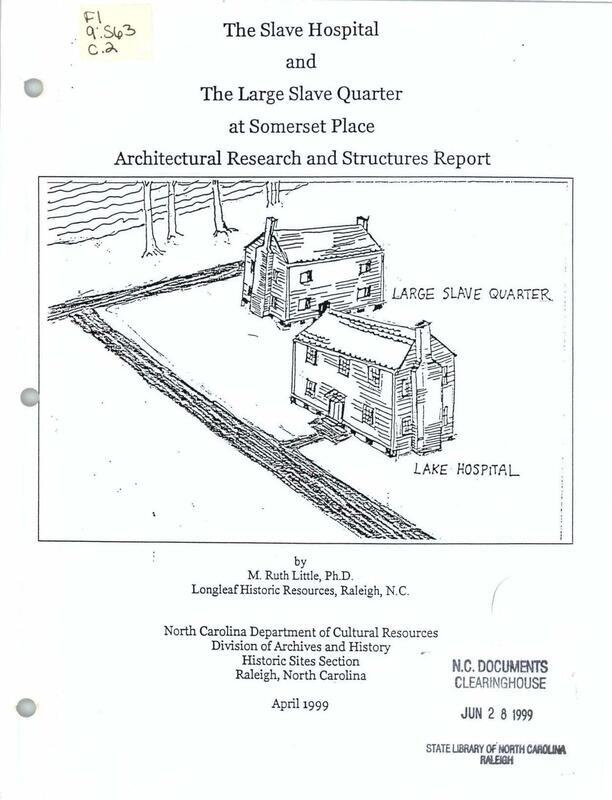 F1
9:S63
C.2
The Slave Hospital
and
The Large Slave Quarter
at Somerset Place
Architectural Research and Structures Report
LARGE SLAVE QUARTER
LAKE HOSPITAL
by
M. Ruth Little, Ph.D.
Longleaf Historic Resources, Raleigh, N.C.
North Carolina Department of Cultural Resources
Division of Archives and History
Historic Sites Section
Raleigh, North Carolina
April 1999
N.C. DOCUMENTS
CLEARINGHOUSE
JUN 28 1999
STATE LIBRARY OF NORTH CAROLINA
RALEIGH